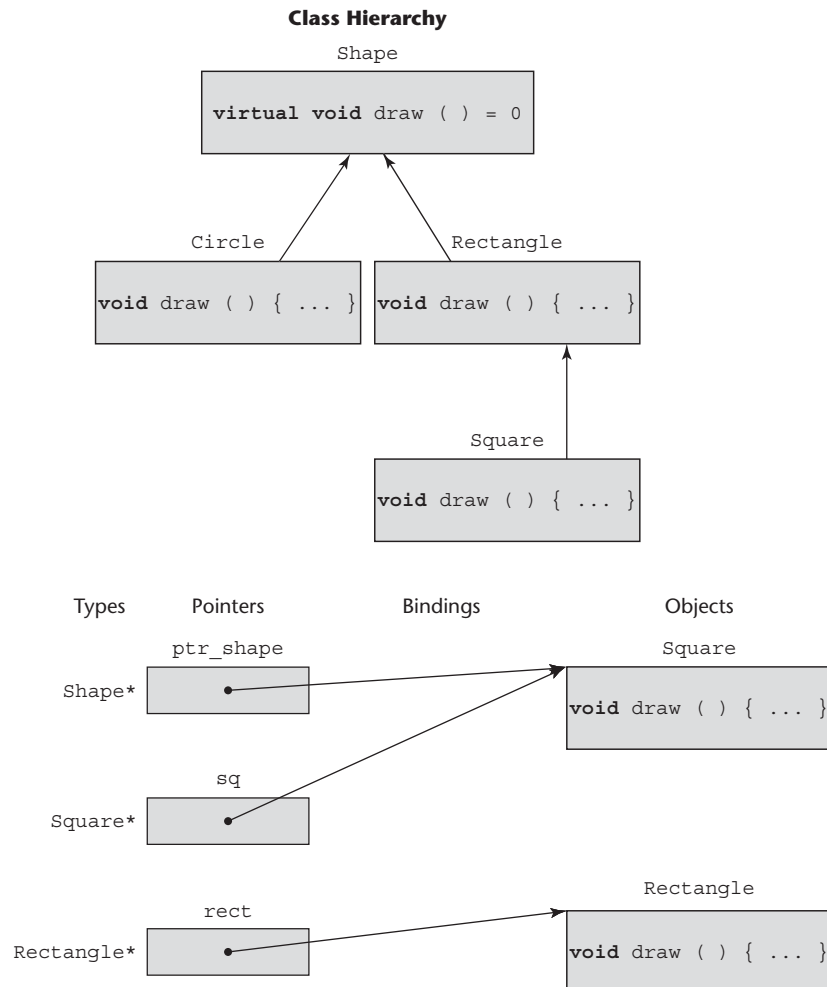 Class Hierarchy
Shape
virtual void draw ( ) = 0
Circle
Rectangle
void draw ( ) { ... }
void draw ( ) { ... }
Square
void draw ( ) { ... }
Types
Pointers
Bindings
Objects
ptr_shape
Square
Shape*
void draw ( ) { ... }
sq
Square*
rect
Rectangle
Rectangle*
void draw ( ) { ... }